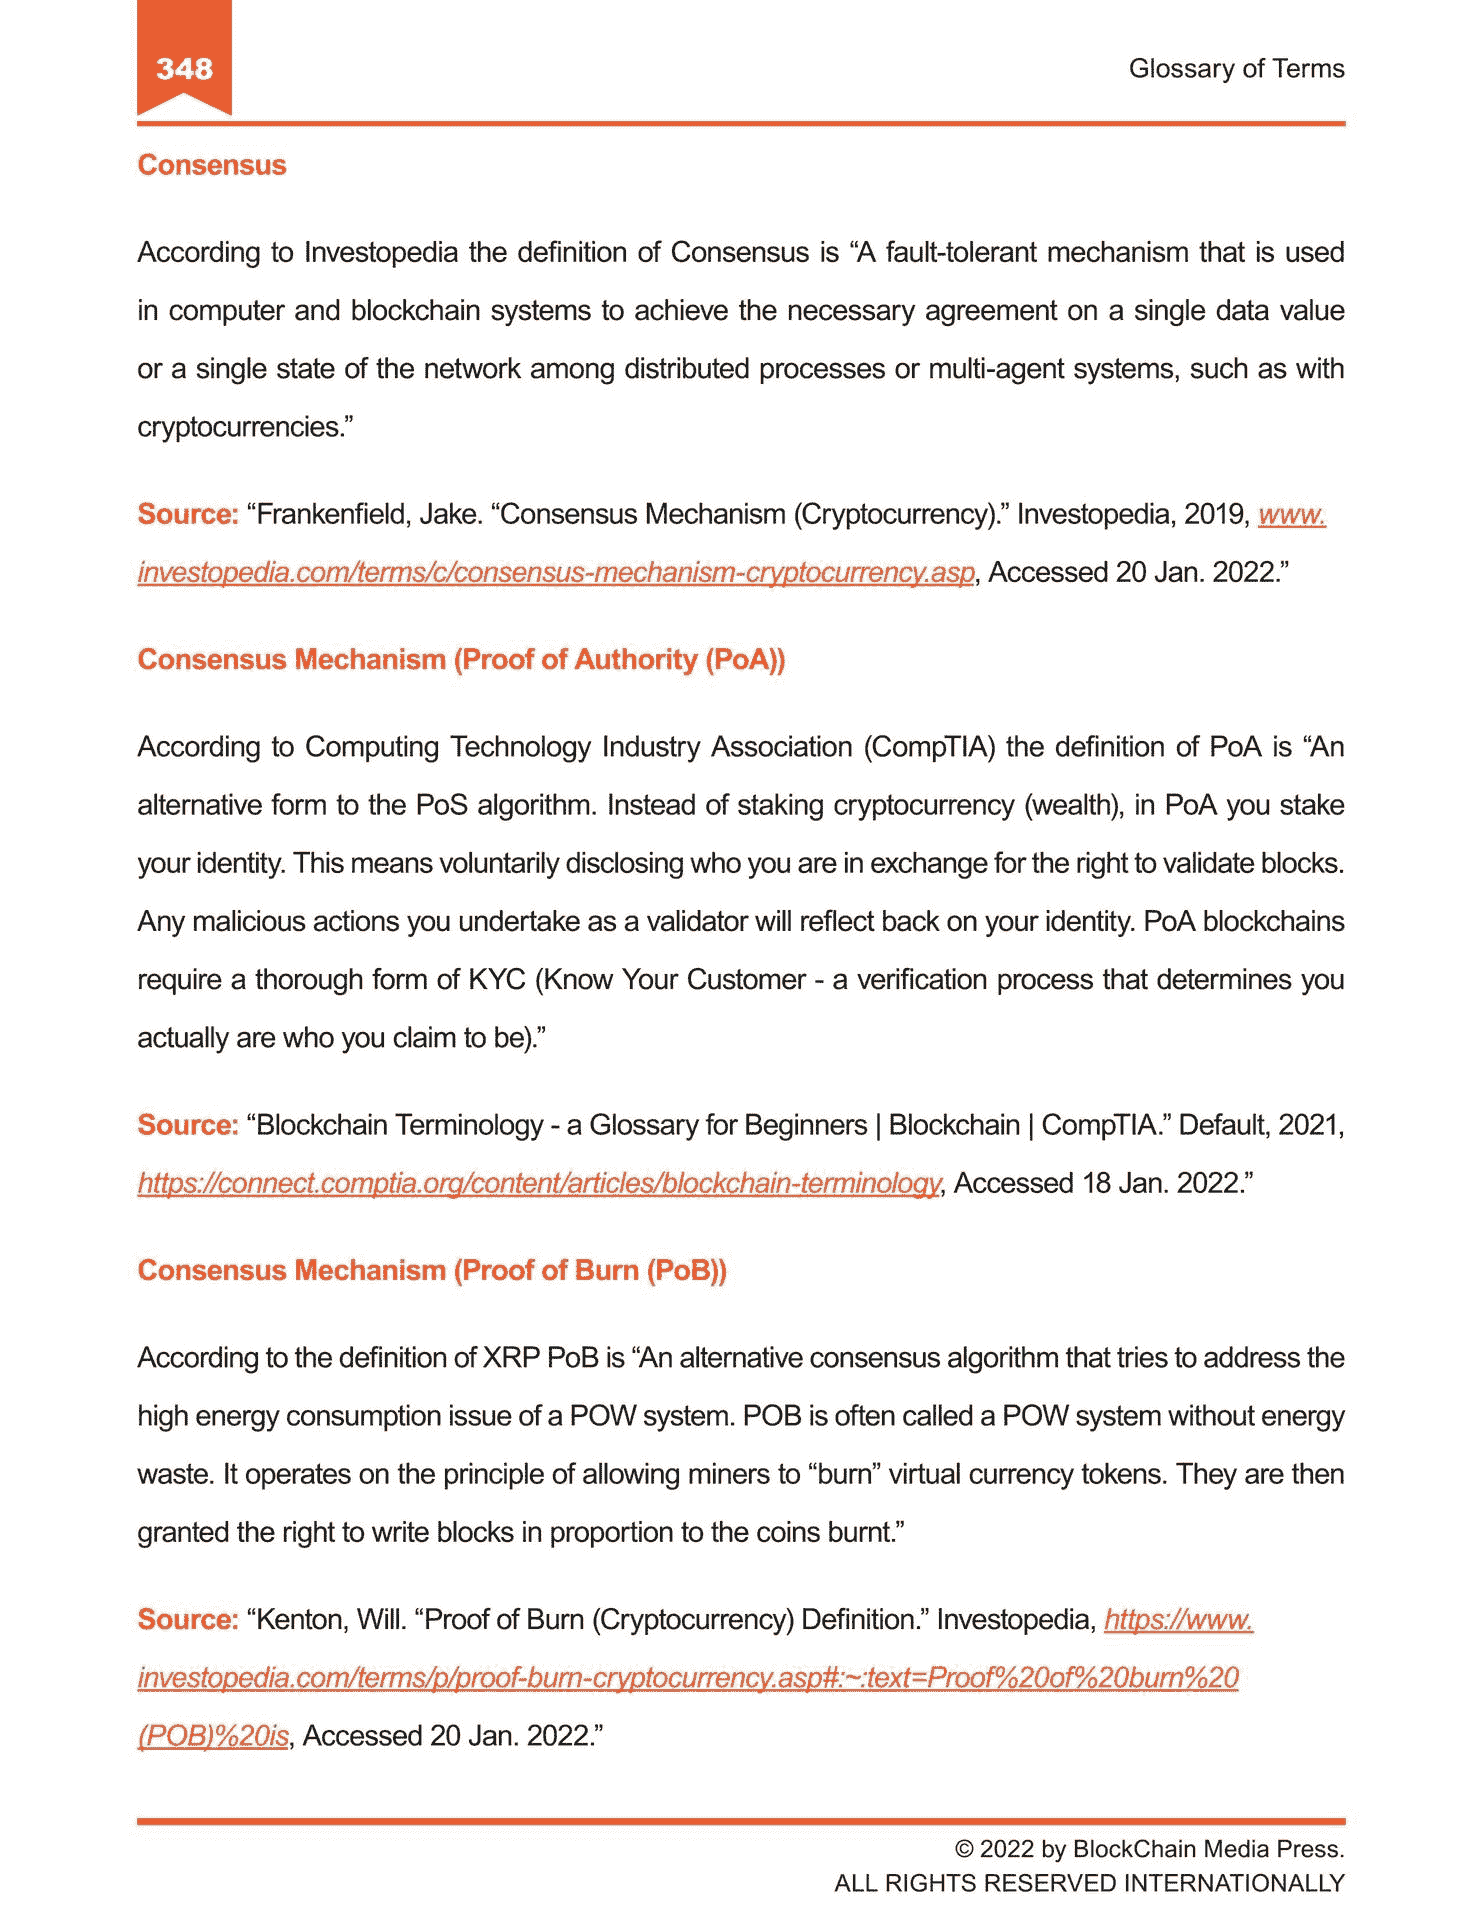 348
Glossary of Terms
Consensus
According to Investopedia the definition of Consensus is “A fault-tolerant mechanism that is used
in computer and blockchain systems to achieve the necessary agreement on a single data value
or a single state of the network among distributed processes or multi-agent systems, such as with
cryptocurrencies.”
Source: “Frankenfield, Jake. “Consensus Mechanism (Cryptocurrency).” Investopedia, 2019, www.
investopedia.com/terms/c/consensus-mechanism-cryptocurrency.asp, Accessed 20 Jan. 2022.”
Consensus Mechanism (Proof of Authority (PoA))
According to Computing Technology Industry Association (CompTIA) the definition of PoA is “An
alternative form to the PoS algorithm. Instead of staking cryptocurrency (wealth), in PoA you stake
your identity. This means voluntarily disclosing who you are in exchange for the right to validate blocks.
Any malicious actions you undertake as a validator will reflect back on your identity. PoA blockchains
require a thorough form of KYC (Know Your Customer - a verification process that determines you
actually are who you claim to be).”
Source: “Blockchain Terminology - a Glossary for Beginners | Blockchain | CompTIA.” Default, 2021,
https://connect.comptia.org/content/articles/blockchain-terminology, Accessed 18 Jan. 2022.”
Consensus Mechanism (Proof of Burn (PoB))
According to the definition of XRP PoB is “An alternative consensus algorithm that tries to address the
high energy consumption issue of a POW system. POB is often called a POW system without energy
waste. It operates on the principle of allowing miners to “burn” virtual currency tokens. They are then
granted the right to write blocks in proportion to the coins burnt.”
Source: “Kenton, Will. “Proof of Burn (Cryptocurrency) Definition.” Investopedia, https://www.
investopedia.com/terms/p/proof-burn-cryptocurrency.asp#:~:text=Proof%20of%20burn%20
(POB)%20is, Accessed 20 Jan. 2022.”
© 2022 by BlockChain Media Press.
ALL RIGHTS RESERVED INTERNATIONALLY